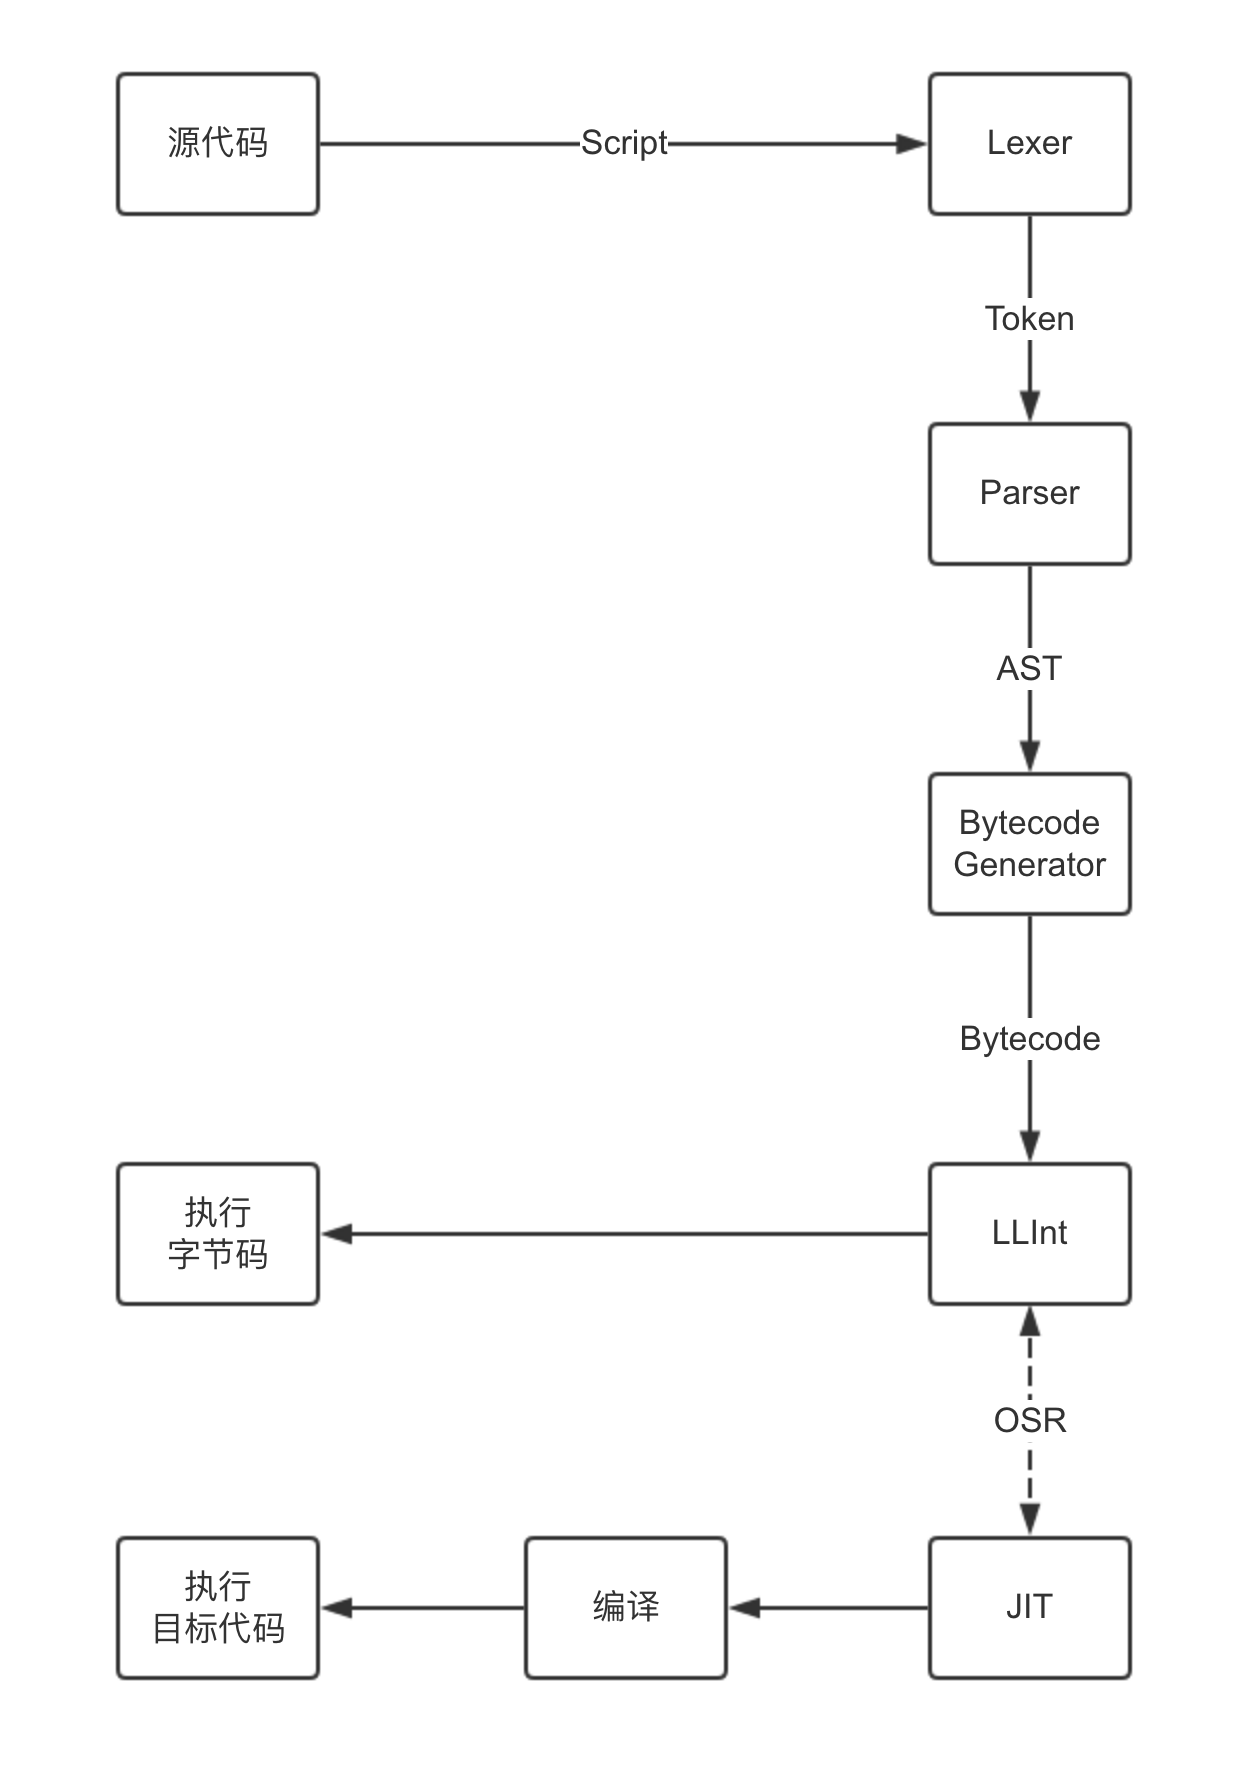 源代码
Script
Lexer
Token
Parser
AST
Bytecode
Generator
Bytecode
执行
字节码
LLInt
OSR
执行
目标代码
编译
JIT